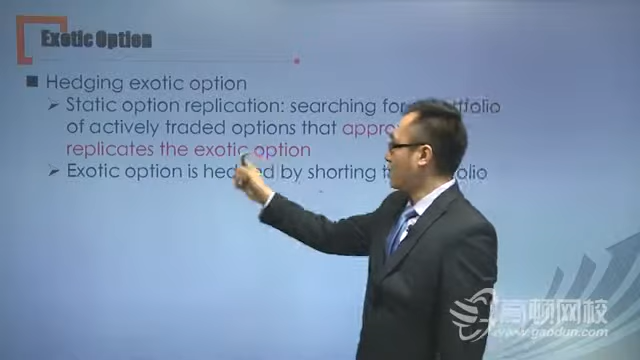 Exotic Option
Hedging exotic option
Static option replication: searching for
of actively traded options that
replicates the exotic option
Exotic option is by shorting
高顿网校
www.gaodun.com